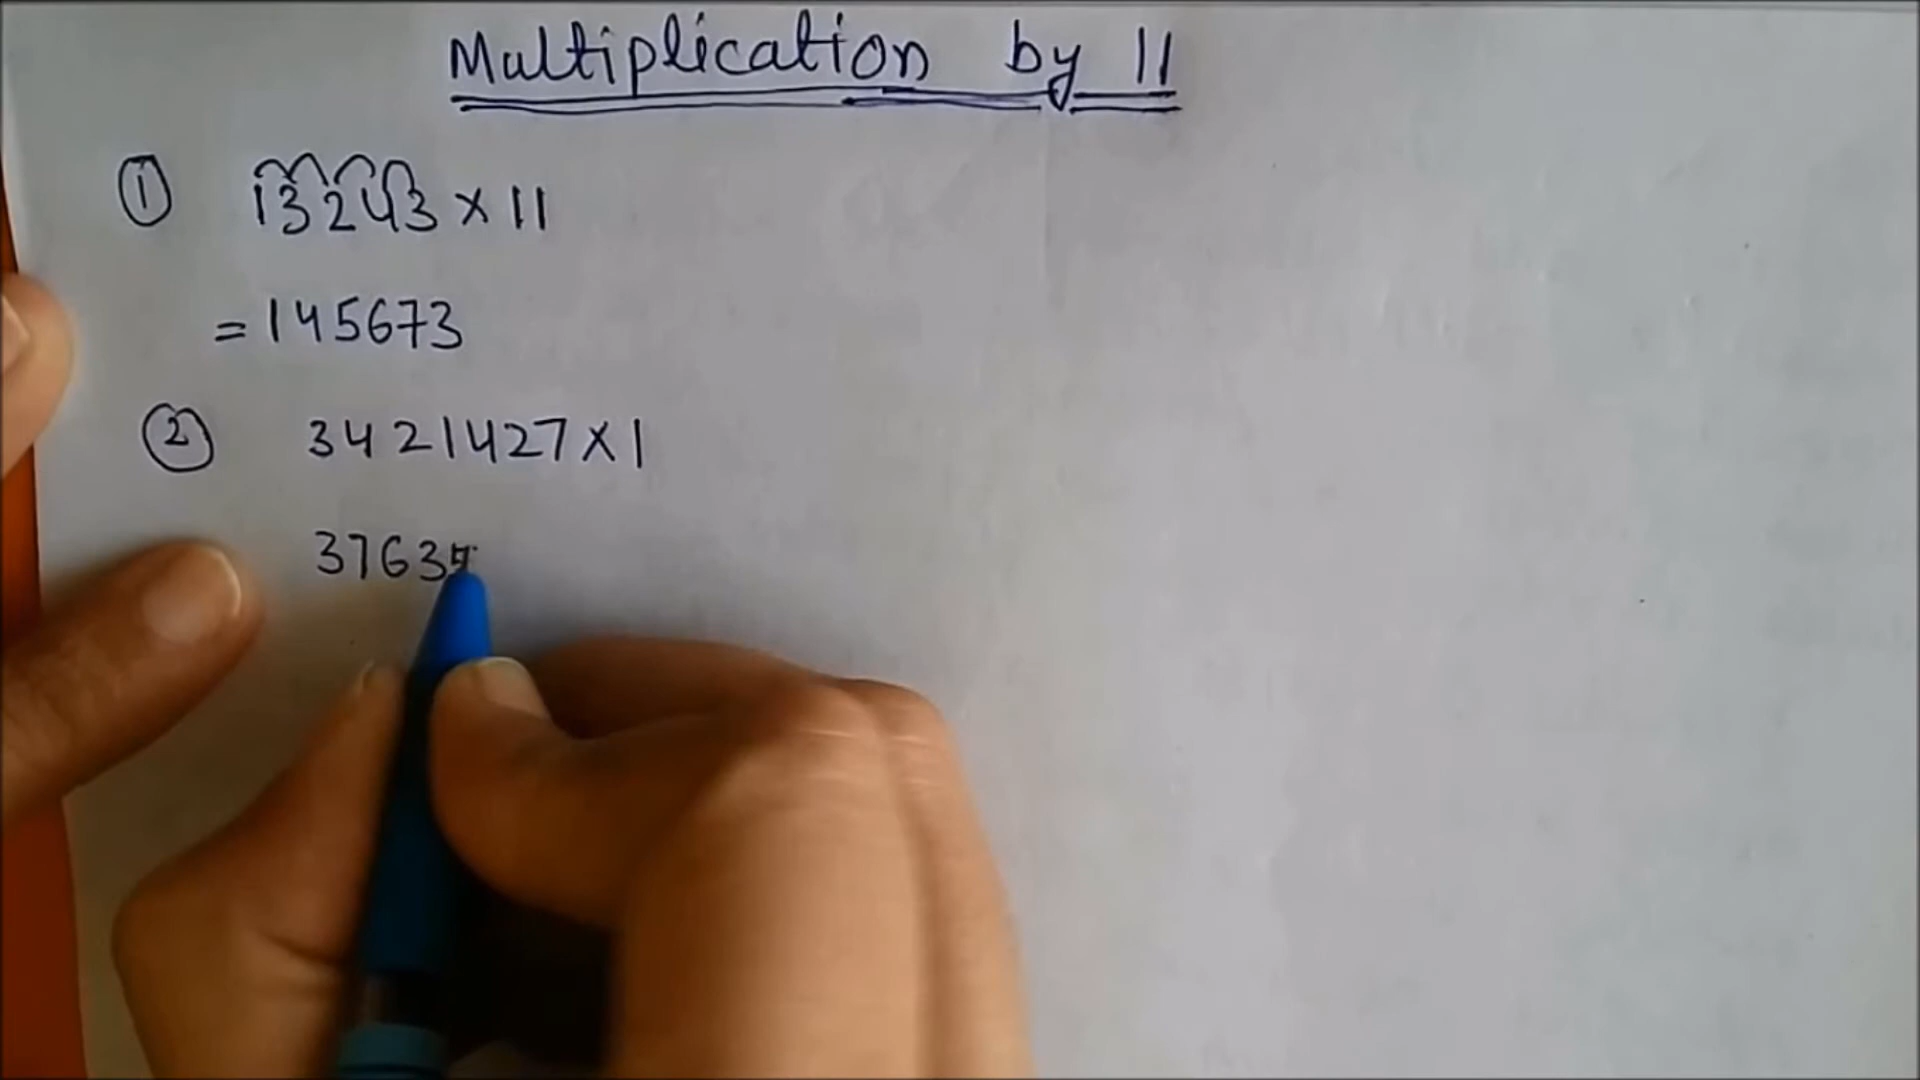 Multiplication by 11
① 13243 x 11
= 145673
② 3421427 x 1
37635